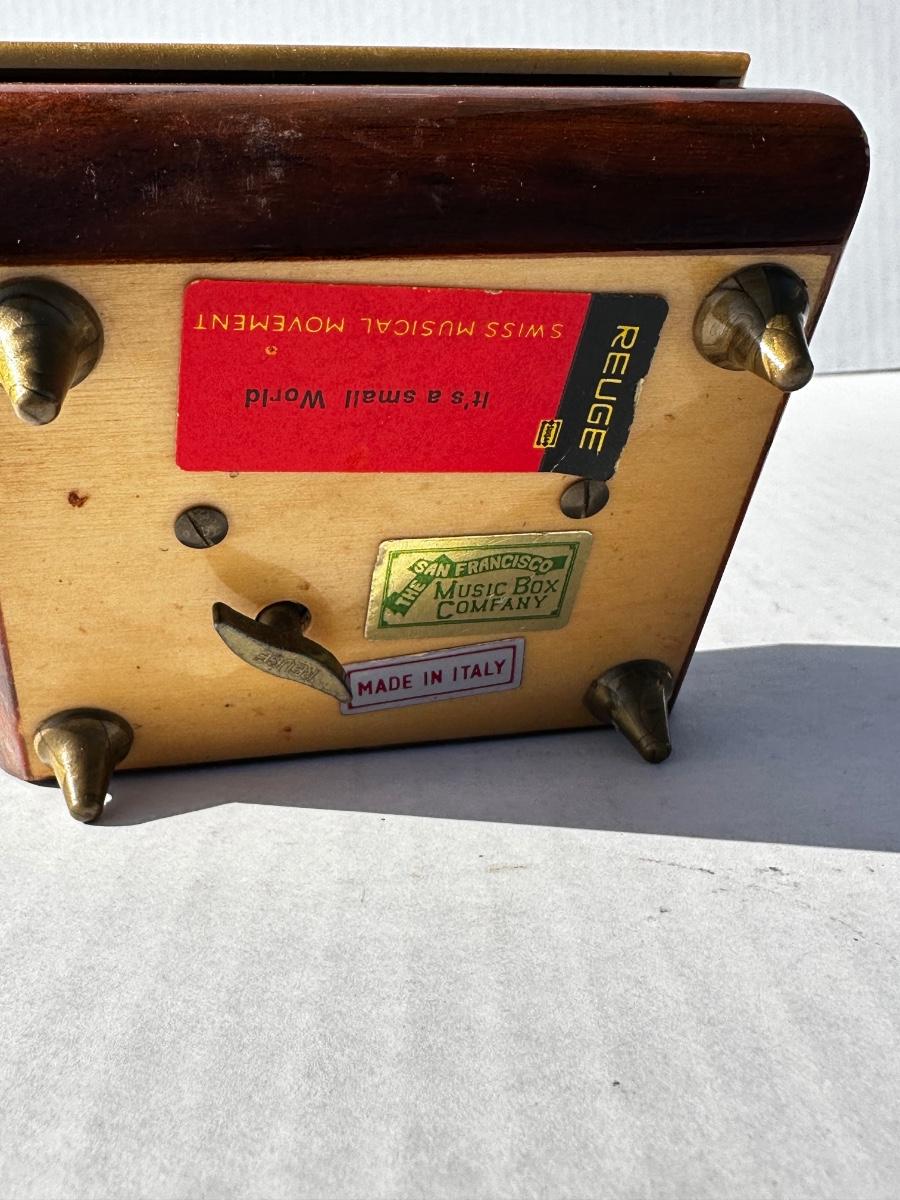 REUGE
SWISS MUSICAL MOVEMENT
It's a small World
THE SAN FRANCISCO
MUSIC BOX
COMPANY
REUGE
MADE IN ITALY